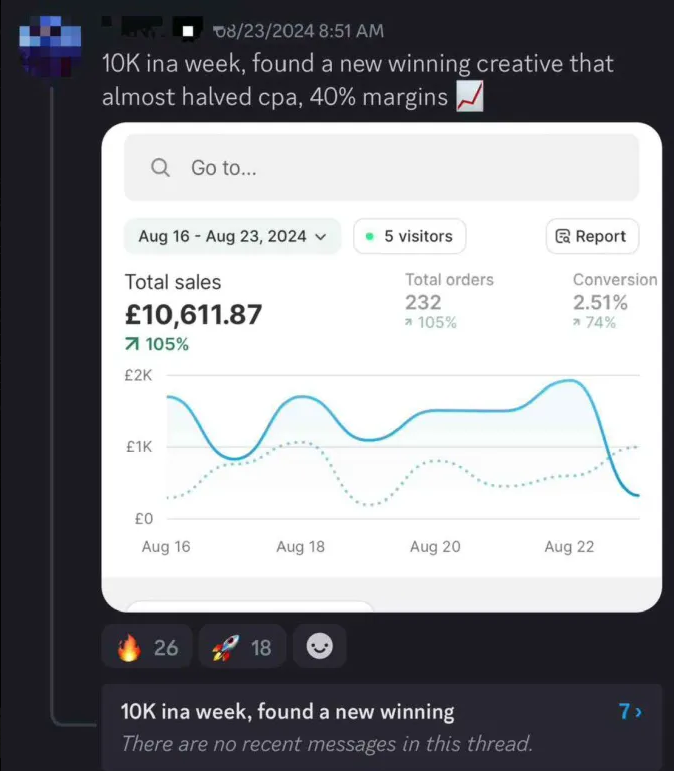 08/23/2024 8:51 AM
10K ina week, found a new winning creative that
almost halved cpa, 40% margins 📈
Go to...
Aug 16 - Aug 23, 2024
5 visitors
Report
Total sales
Total orders
Conversion
£10,611.87
232
2.51%
↗ 105%
↗ 105%
↗ 74%
£2K
£1K
£0
Aug 16
Aug 18
Aug 20
Aug 22
🔥 26
🚀 18
10K ina week, found a new winning
7 ›
There are no recent messages in this thread.